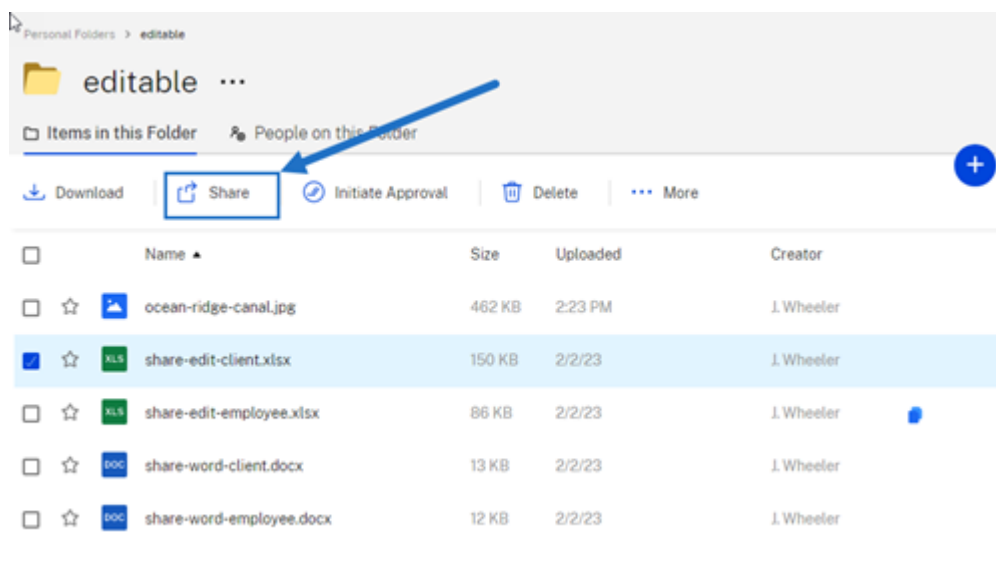 Personal Folders > editable
editable ...
Items in this Folder People on this Folder
Download Share Initiate Approval Delete ... More
Name Size Uploaded Creator
ocean-ridge-canal.jpg 462 KB 2:23 PM J. Wheeler
XLS share-edit-client.xlsx 150 KB 2/2/23 J. Wheeler
XLS share-edit-employee.xlsx 86 KB 2/2/23 J. Wheeler
DOC share-word-client.docx 13 KB 2/2/23 J. Wheeler
DOC share-word-employee.docx 12 KB 2/2/23 J. Wheeler